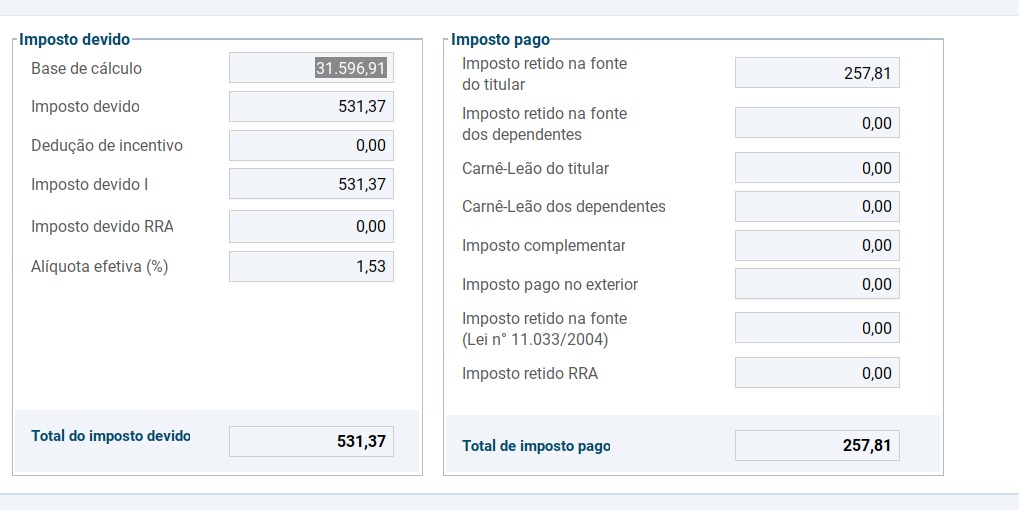 Imposto devido
Base de cálculo 31.596,91
Imposto devido 531,37
Dedução de incentivo 0,00
Imposto devido I 531,37
Imposto devido RRA 0,00
Alíquota efetiva (%) 1,53
Total do imposto devido 531,37
Imposto pago
Imposto retido na fonte
do titular 257,81
Imposto retido na fonte
dos dependentes 0,00
Carnê-Leão do titular 0,00
Carnê-Leão dos dependentes 0,00
Imposto complementar 0,00
Imposto pago no exterior 0,00
Imposto retido na fonte
(Lei n° 11.033/2004) 0,00
Imposto retido RRA 0,00
Total de imposto pago 257,81